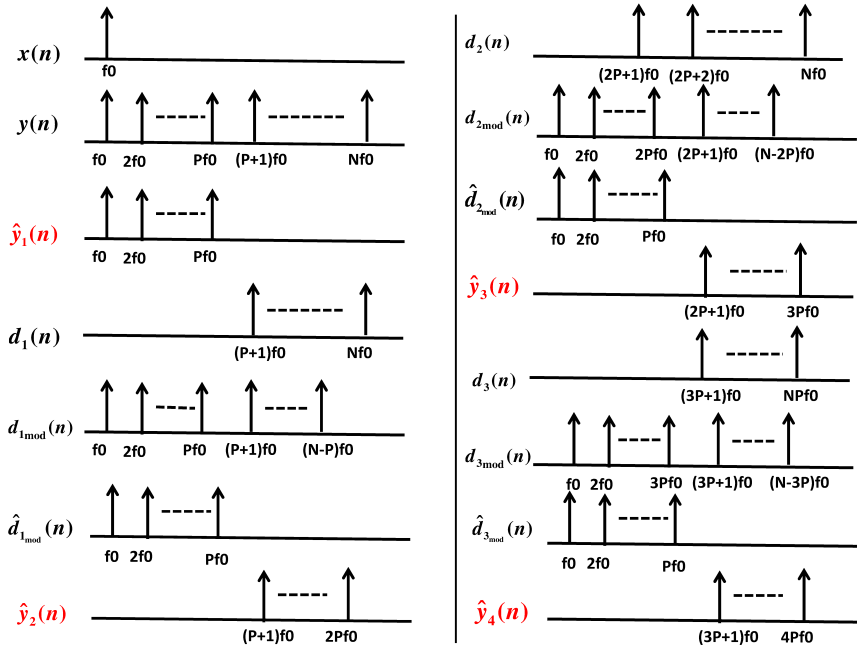 x(n)
f0
y(n)
f0 2f0 Pf0 (P+1)f0 Nf0
ŷ₁(n)
f0 2f0 Pf0
d₁(n)
(P+1)f0 Nf0
d₁mod(n)
f0 2f0 Pf0 (P+1)f0 (N-P)f0
d̂₁mod(n)
f0 2f0 Pf0
ŷ₂(n)
(P+1)f0 2Pf0
d₂(n)
(2P+1)f0 (2P+2)f0 Nf0
d₂mod(n)
f0 2f0 2Pf0 (2P+1)f0 (N-2P)f0
d̂₂mod(n)
f0 2f0 Pf0
ŷ₃(n)
(2P+1)f0 3Pf0
d₃(n)
(3P+1)f0 NPf0
d₃mod(n)
f0 2f0 3Pf0 (3P+1)f0 (N-3P)f0
d̂₃mod(n)
f0 2f0 Pf0
ŷ₄(n)
(3P+1)f0 4Pf0